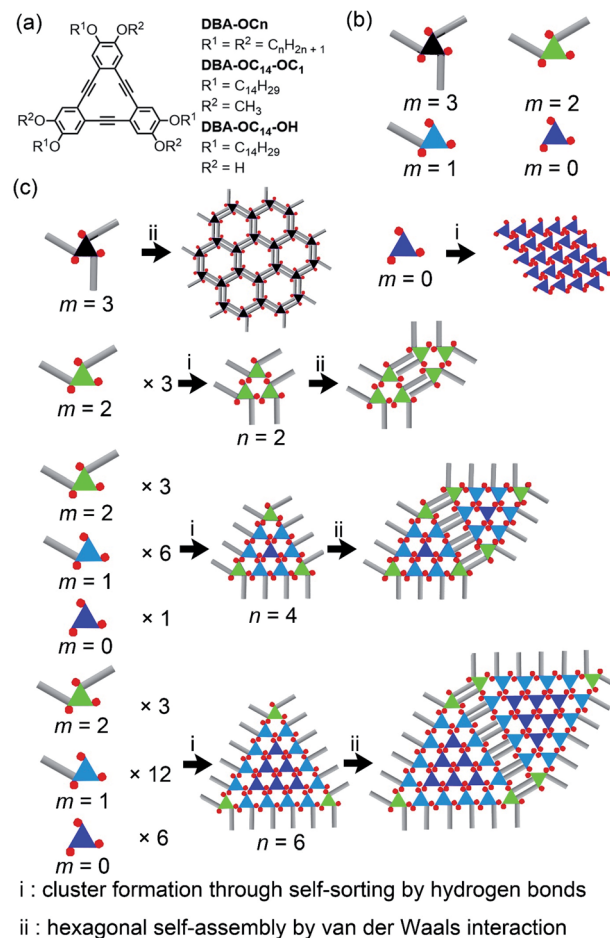 (a)
R¹O
OR²
R²O
R¹O
OR¹
OR²
DBA-OCn
R¹ = R² = CₙH₂ₙ₊₁
DBA-OC₁₄-OC₁
R¹ = C₁₄H₂₉
R² = CH₃
DBA-OC₁₄-OH
R¹ = C₁₄H₂₉
R² = H
(b)
m = 3
m = 2
m = 1
m = 0
(c)
m = 3
ii
m = 0
i
m = 2
× 3
i
n = 2
ii
m = 2
× 3
m = 1
× 6
i
n = 4
ii
m = 0
× 1
m = 2
× 3
m = 1
× 12
i
n = 6
ii
m = 0
× 6
i : cluster formation through self-sorting by hydrogen bonds
ii : hexagonal self-assembly by van der Waals interaction